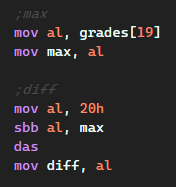 ;max
mov al, grades[19]
mov max, al

;diff
mov al, 20h
sbb al, max
das
mov diff, al